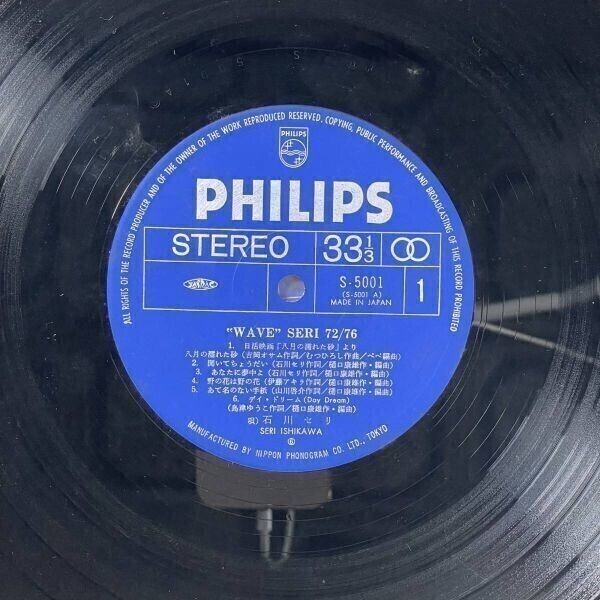 ALL RIGHTS OF THE RECORD PRODUCER AND OF THE OWNER OF THE WORK REPRODUCED RESERVED. COPYING, PUBLIC PERFORMANCE AND BROADCASTING OF THIS RECORD PROHIBITED
PHILIPS
PHILIPS
STEREO 33 1/3
S-5001
(S-5001 A)
MADE IN JAPAN
1
"WAVE" SERI 72/76
1. 日活映画「八月の濡れた砂」より
八月の濡れた砂(吉岡オサム作詞/むつひろし作曲/ペペ編曲)
2. 聞いてちょうだい(石川セリ作詞/樋口康雄作・編曲)
3. あなたに夢中よ(石川セリ作詞/樋口康雄作・編曲)
4. 野の花は野の花(伊藤アキラ作詞/樋口康雄作・編曲)
5. あて名のない手紙(山川啓介作詞/樋口康雄作・編曲)
6. デイ・ドリーム(Day Dream)
(島津ゆうこ作詞/樋口康雄作・編曲)
唄)石川セリ
SERI ISHIKAWA
Ⓟ
MANUFACTURED BY NIPPON PHONOGRAM CO. LTD., TOKYO